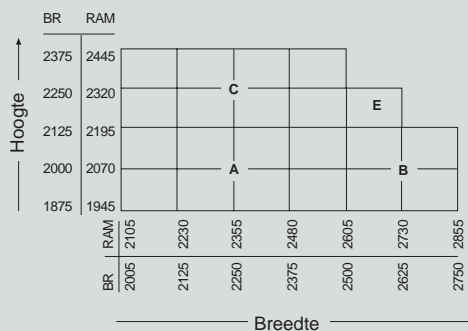 BR RAM
2375 2445
2250 2320
C
E
2125 2195
2000 2070
A
B
1875 1945
Hoogte
RAM 2105 2230 2355 2480 2605 2730 2855
BR 2005 2125 2250 2375 2500 2625 2750
Breedte